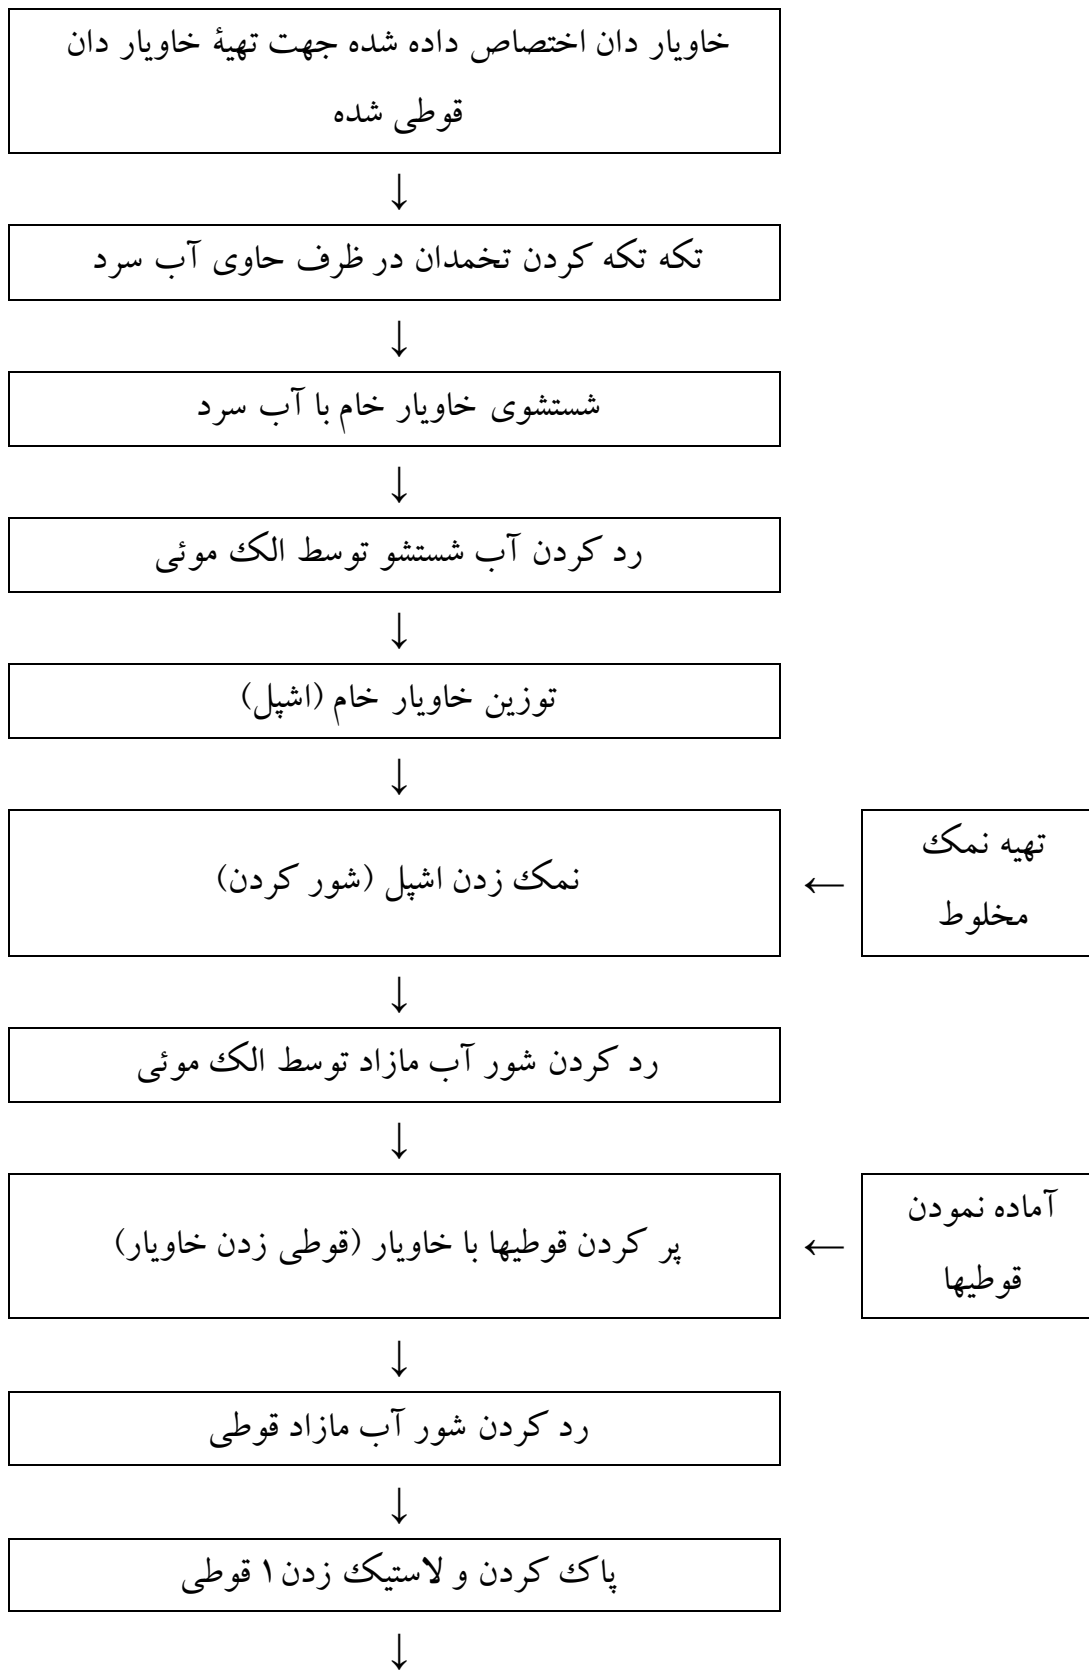 خاویار دان اختصاص داده شده جهت تهیهٔ خاویار دان
قوطی شده
↓
تکه تکه کردن تخمدان در ظرف حاوی آب سرد
↓
شستشوی خاویار خام با آب سرد
↓
رد کردن آب شستشو توسط الک موئی
↓
توزین خاویار خام (اشپل)
↓
تهیه نمک
مخلوط
←
نمک زدن اشپل (شور کردن)
↓
رد کردن شور آب مازاد توسط الک موئی
↓
آماده نمودن
قوطیها
←
پر کردن قوطیها با خاویار (قوطی زدن خاویار)
↓
رد کردن شور آب مازاد قوطی
↓
پاک کردن و لاستیک زدن۱ قوطی
↓